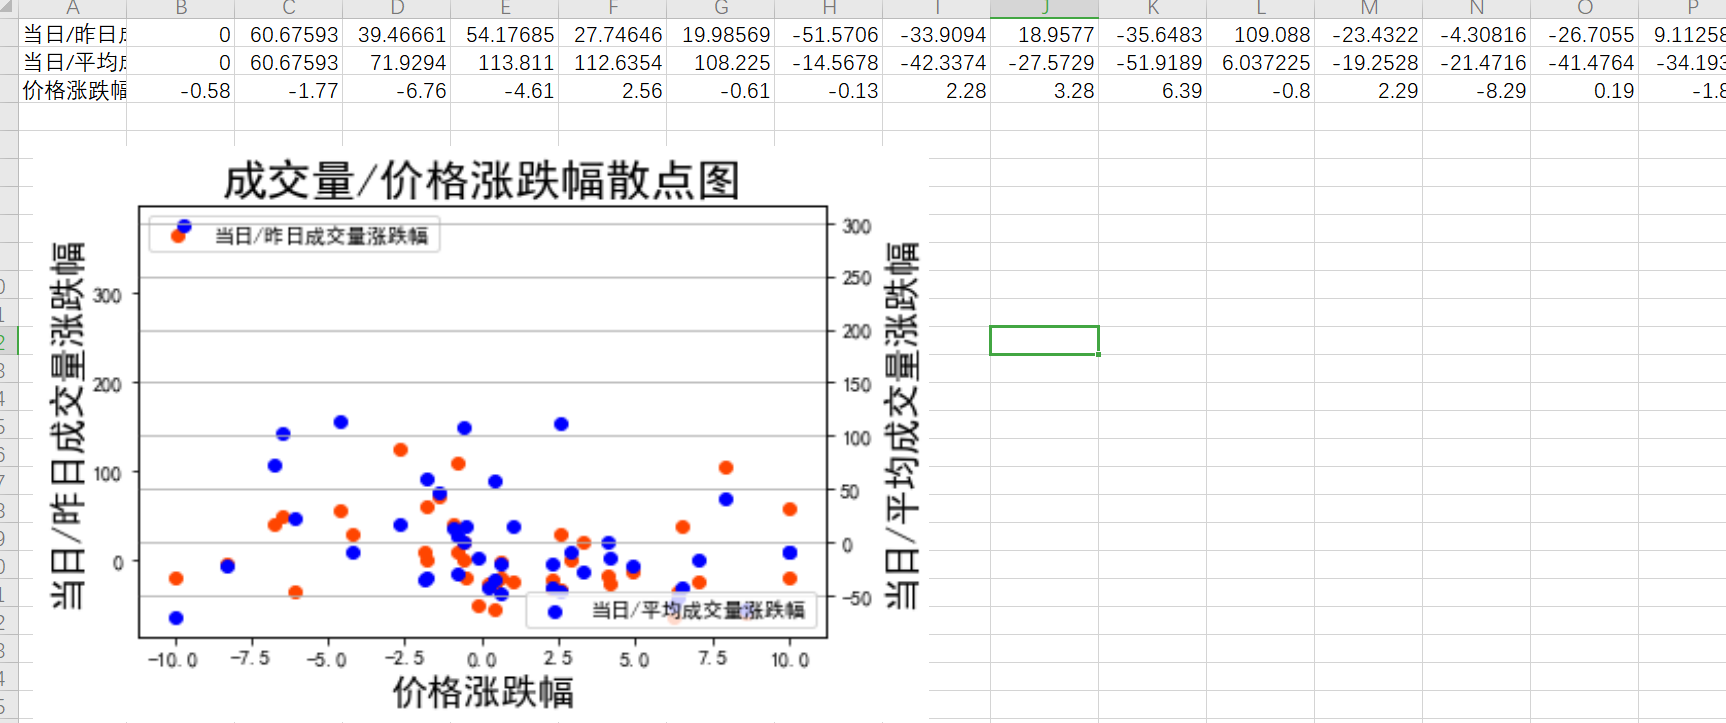 A B C D E F G H I J K L M N O P
当日/昨日 0 60.67593 39.46661 54.17685 27.74646 19.98569 -51.5706 -33.9094 18.9577 -35.6483 109.088 -23.4322 -4.30816 -26.7055 9.11258
当日/平均 0 60.67593 71.9294 113.811 112.6354 108.225 -14.5678 -42.3374 -27.5729 -51.9189 6.037225 -19.2528 -21.4716 -41.4764 -34.193
价格涨跌幅 -0.58 -1.77 -6.76 -4.61 2.56 -0.61 -0.13 2.28 3.28 6.39 -0.8 2.29 -8.29 0.19 -1.8
成交量/价格涨跌幅散点图
当日/昨日成交量涨跌幅
当日/昨日成交量涨跌幅
300
200
100
0
300
250
200
150
100
50
0
-50
当日/平均成交量涨跌幅
当日/平均成交量涨跌幅
-10.0 -7.5 -5.0 -2.5 0.0 2.5 5.0 7.5 10.0
价格涨跌幅